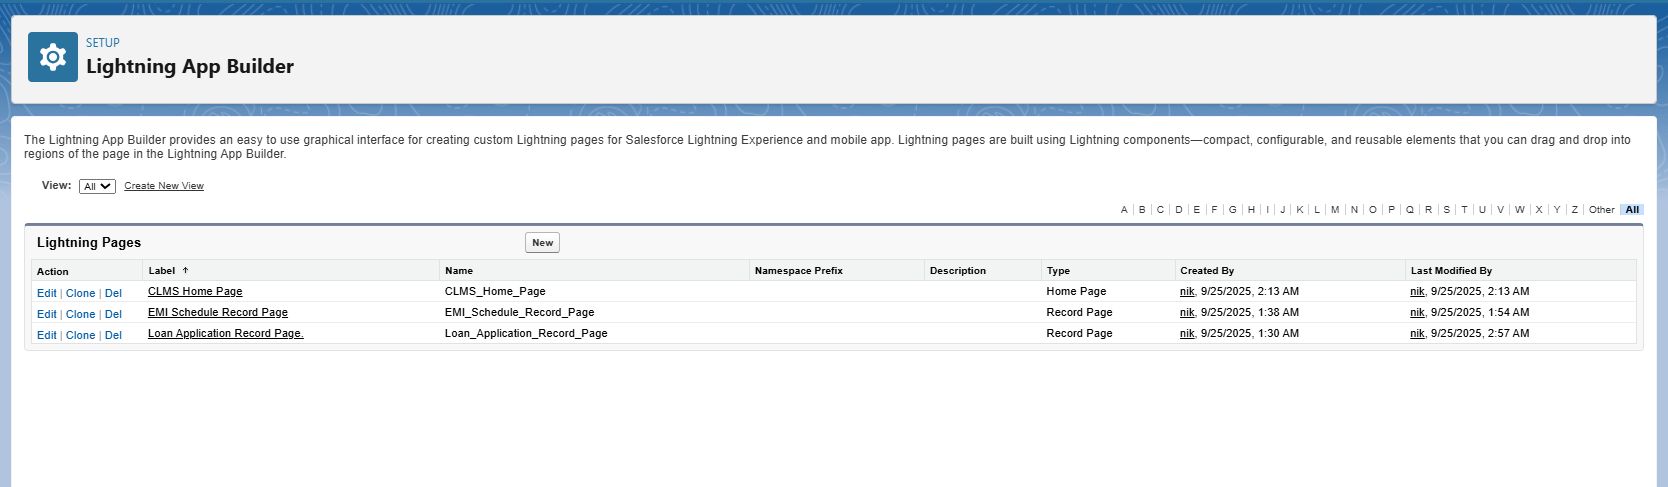 SETUP
Lightning App Builder
The Lightning App Builder provides an easy to use graphical interface for creating custom Lightning pages for Salesforce Lightning Experience and mobile app. Lightning pages are built using Lightning components—compact, configurable, and reusable elements that you can drag and drop into
regions of the page in the Lightning App Builder.
View: All Create New View
A | B | C | D | E | F | G | H | I | J | K | L | M | N | O | P | Q | R | S | T | U | V | W | X | Y | Z | Other | All
Lightning Pages New
Action Label ↑ Name Namespace Prefix Description Type Created By Last Modified By
Edit | Clone | Del CLMS Home Page CLMS_Home_Page Home Page nik, 9/25/2025, 2:13 AM nik, 9/25/2025, 2:13 AM
Edit | Clone | Del EMI Schedule Record Page EMI_Schedule_Record_Page Record Page nik, 9/25/2025, 1:38 AM nik, 9/25/2025, 1:54 AM
Edit | Clone | Del Loan Application Record Page. Loan_Application_Record_Page Record Page nik, 9/25/2025, 1:30 AM nik, 9/25/2025, 2:57 AM